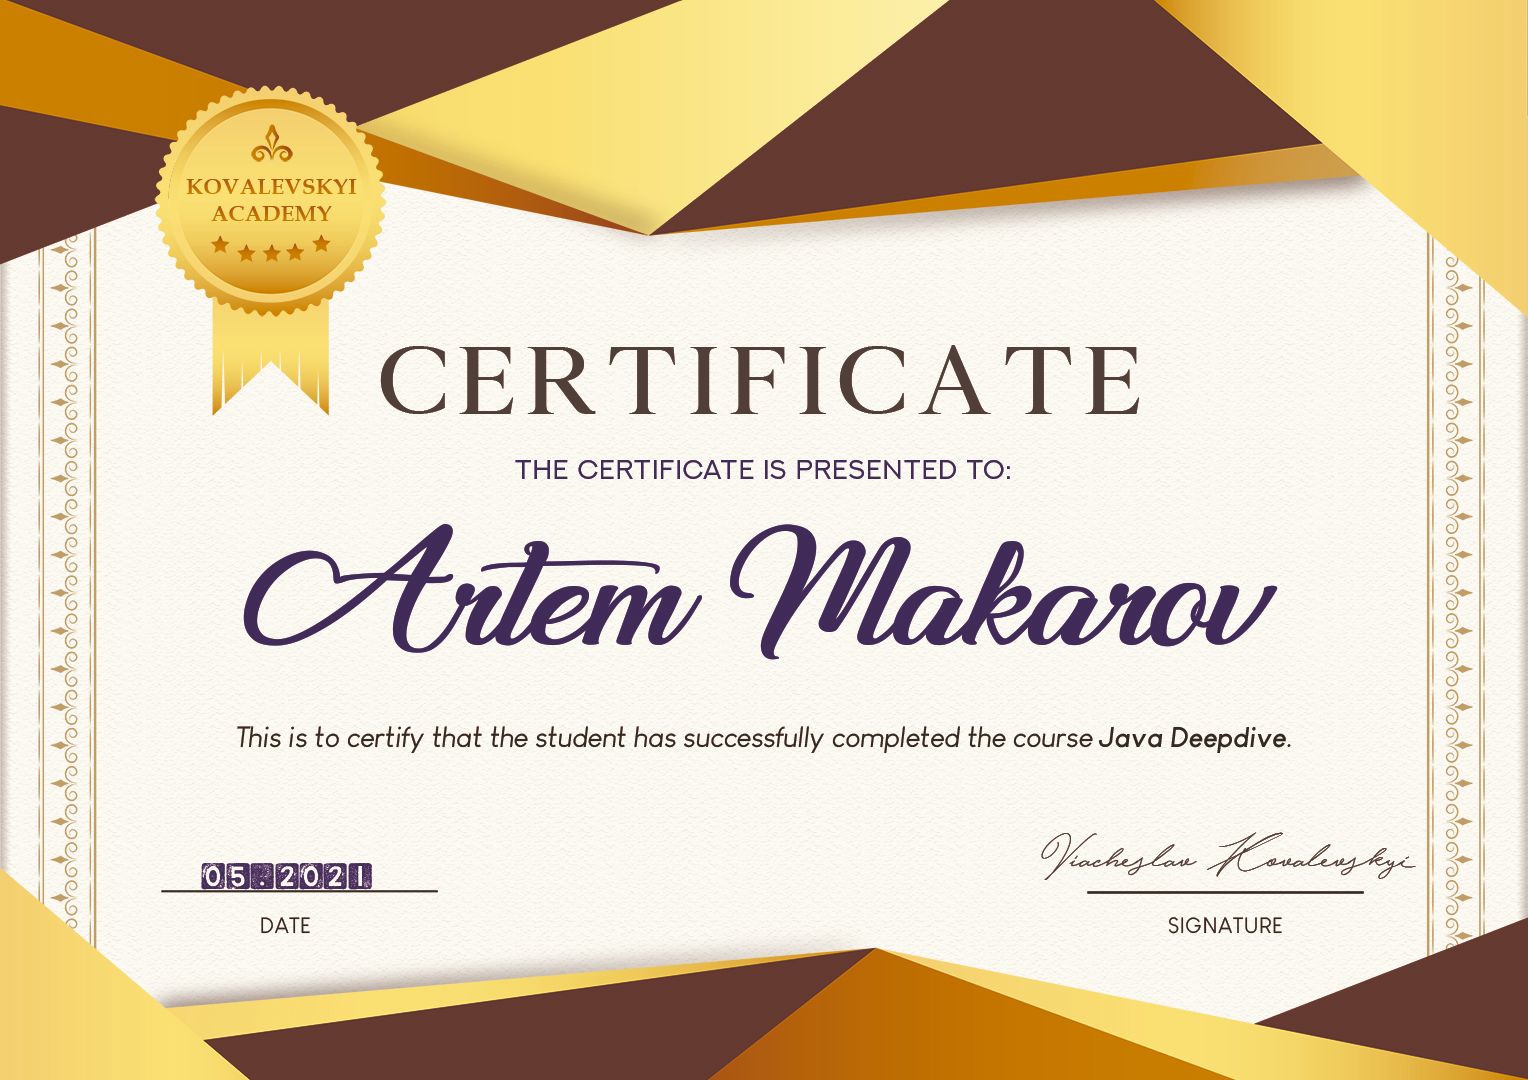 KOVALEVSKYI
ACADEMY
CERTIFICATE
THE CERTIFICATE IS PRESENTED TO:
Artem Makarov
This is to certify that the student has successfully completed the course Java Deepdive.
05.2021
DATE
Viacheslav Kovalevskyi
SIGNATURE